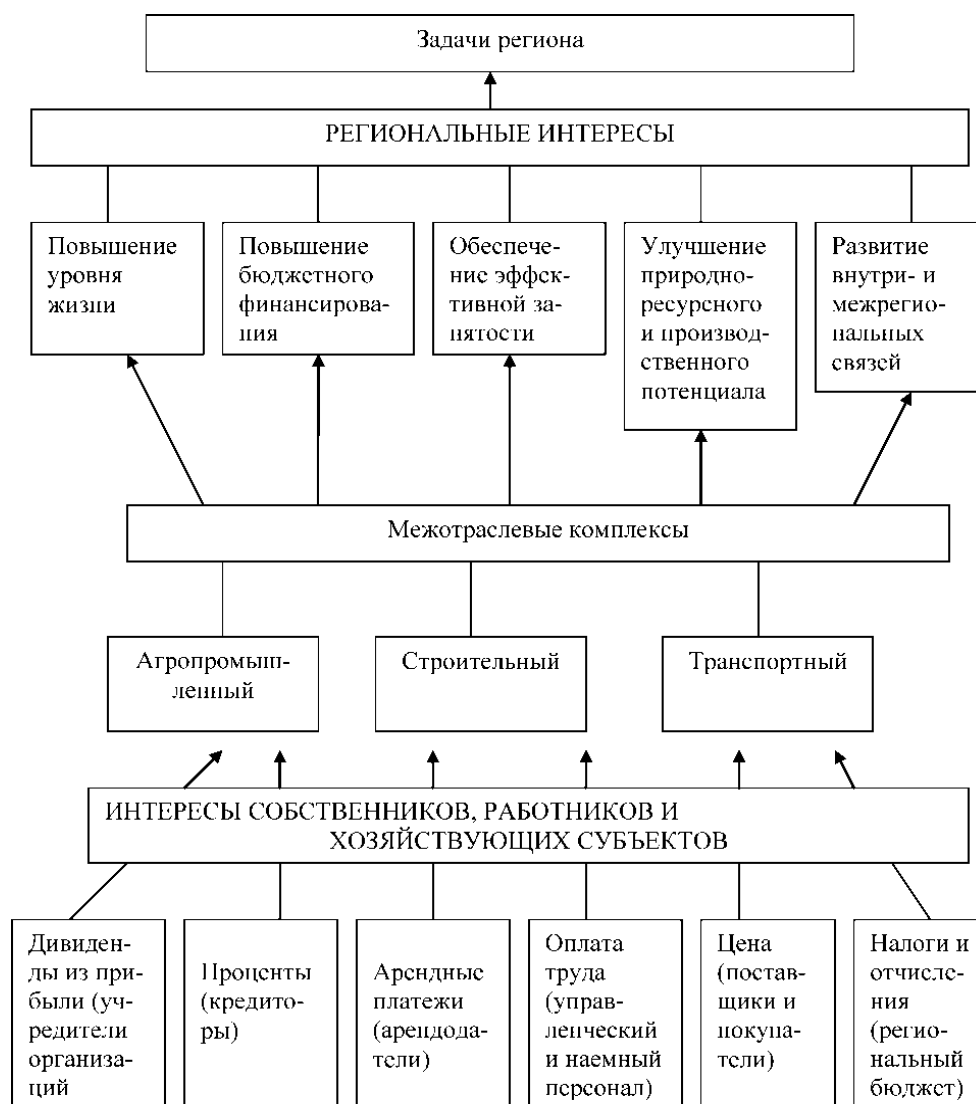 Задачи региона
РЕГИОНАЛЬНЫЕ ИНТЕРЕСЫ
Повышение
уровня
жизни
Повышение
бюджетного
финансирова-
ния
Обеспече-
ние эффек-
тивной за-
нятости
Улучшение
природно-
ресурсного
и производ-
ственного
потенциала
Развитие
внутри- и
межрегио-
нальных
связей
Межотраслевые комплексы
Агропромыш-
ленный
Строительный
Транспортный
ИНТЕРЕСЫ СОБСТВЕННИКОВ, РАБОТНИКОВ И
ХОЗЯЙСТВУЮЩИХ СУБЪЕКТОВ
Дивиден-
ды из при-
были (уч-
редители
организа-
ций
Проценты
(кредито-
ры)
Арендные
платежи
(арендода-
тели)
Оплата
труда
(управ-
ленческий
и наемный
персонал)
Цена
(постав-
щики и
покупа-
тели)
Налоги и
отчисле-
ния
(регио-
нальный
бюджет)